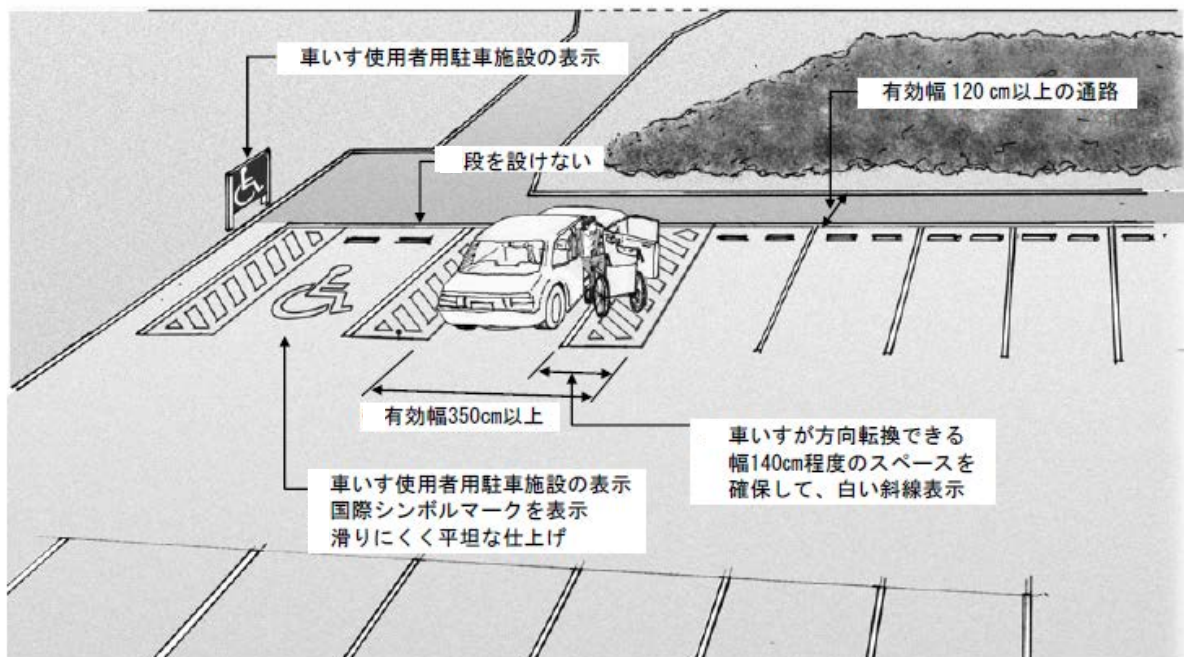 車いす使用者用駐車施設の表示
有効幅 120 cm以上の通路
段を設けない
有効幅350cm以上
車いすが方向転換できる
幅140cm程度のスペースを
確保して、白い斜線表示
車いす使用者用駐車施設の表示
国際シンボルマークを表示
滑りにくく平坦な仕上げ